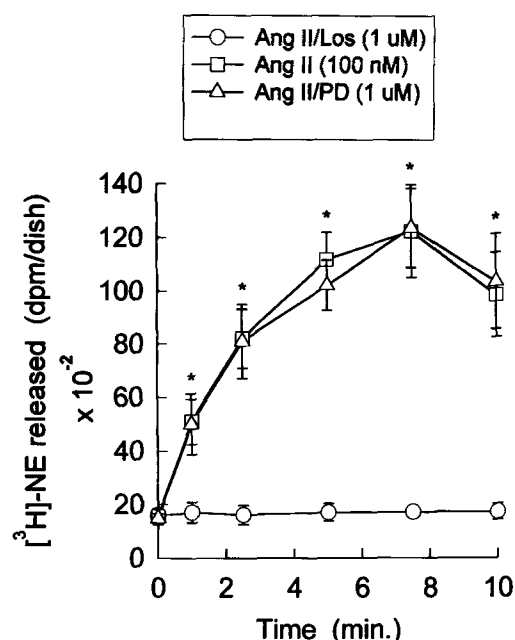 Ang II/Los (1 uM)
Ang II (100 nM)
Ang II/PD (1 uM)
[³H]-NE released (dpm/dish)
x 10⁻²
140
120
100
80
60
40
20
0
* * * * *
0 2 4 6 8 10
Time (min.)